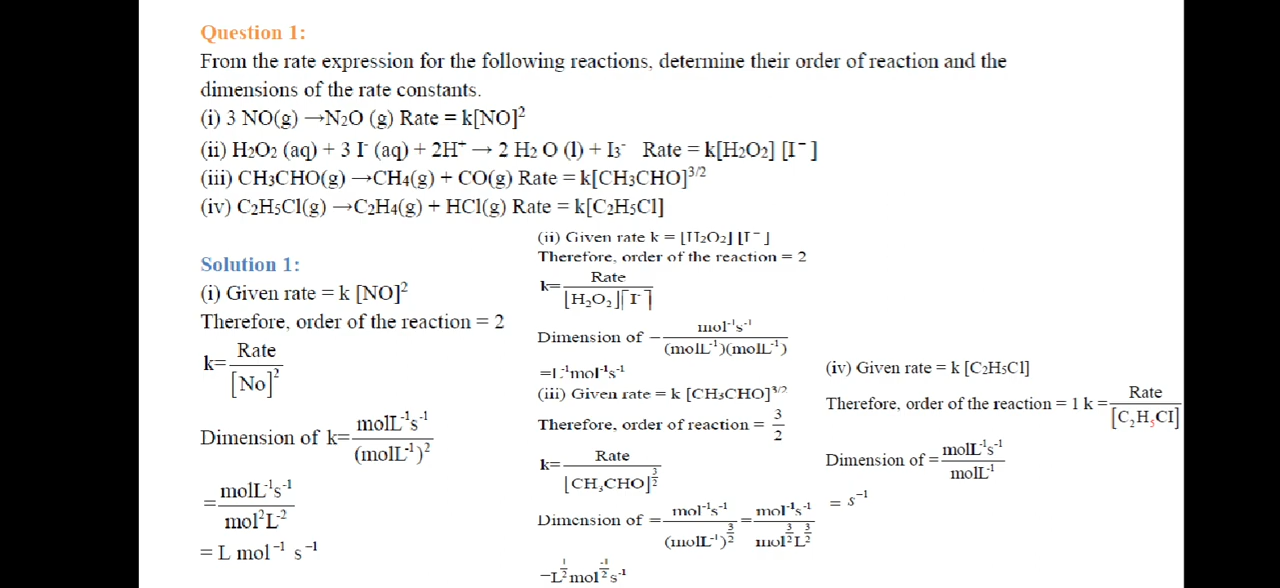 Question 1:
From the rate expression for the following reactions, determine their order of reaction and the
dimensions of the rate constants.
(i) 3 NO(g) →N₂O (g) Rate = k[NO]²
(ii) H₂O₂ (aq) + 3 I⁻ (aq) + 2H⁺ → 2 H₂ O (l) + I₃⁻ Rate = k[H₂O₂] [I⁻]
(iii) CH₃CHO(g) →CH₄(g) + CO(g) Rate = k[CH₃CHO]^3/2
(iv) C₂H₅Cl(g) →C₂H₄(g) + HCl(g) Rate = k[C₂H₅Cl]
Solution 1:
(i) Given rate = k [NO]²
Therefore, order of the reaction = 2
k= Rate / [No]²
Dimension of k= molL⁻¹s⁻¹ / (molL⁻¹)²
= molL⁻¹s⁻¹ / mol²L⁻²
= L mol⁻¹ s⁻¹
(ii) Given rate k = [H₂O₂] [I⁻]
Therefore, order of the reaction = 2
k= Rate / [H₂O₂][I⁻]
Dimension of = mol⁻¹s⁻¹ / (molL⁻¹)(molL⁻¹)
=L⁻¹mol⁻¹s⁻¹
(iii) Given rate = k [CH₃CHO]^3/2
Therefore, order of reaction = 3/2
k= Rate / [CH₃CHO]^3/2
Dimension of = mol⁻¹s⁻¹ / (molL⁻¹)^3/2 = mol⁻¹s⁻¹ / mol^3/2 L^3/2
=L^1/2 mol^-1/2 s⁻¹
(iv) Given rate = k [C₂H₅Cl]
Therefore, order of the reaction = 1 k = Rate / [C₂H₅CI]
Dimension of = molL⁻¹s⁻¹ / molL⁻¹
= s⁻¹